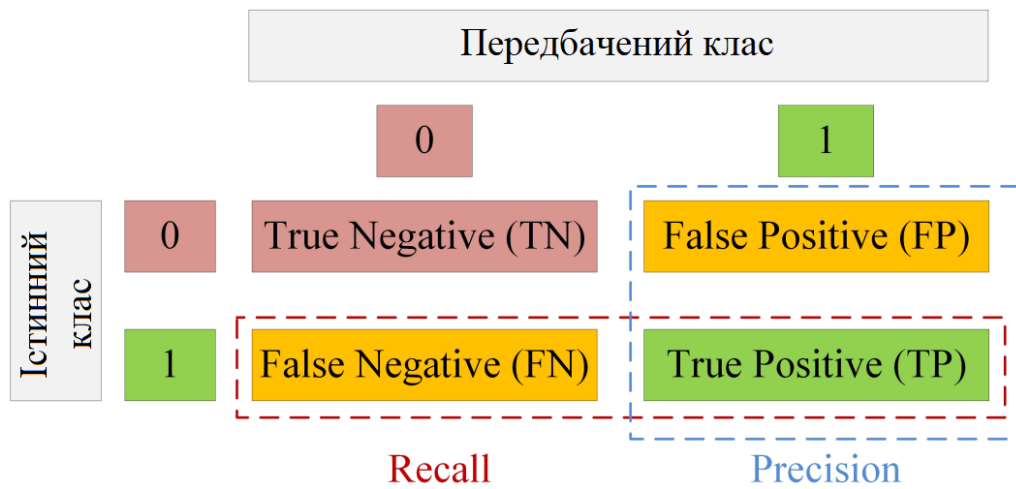 Передбачений клас
0
1
Істинний
клас
0
True Negative (TN)
False Positive (FP)
1
False Negative (FN)
True Positive (TP)
Recall
Precision